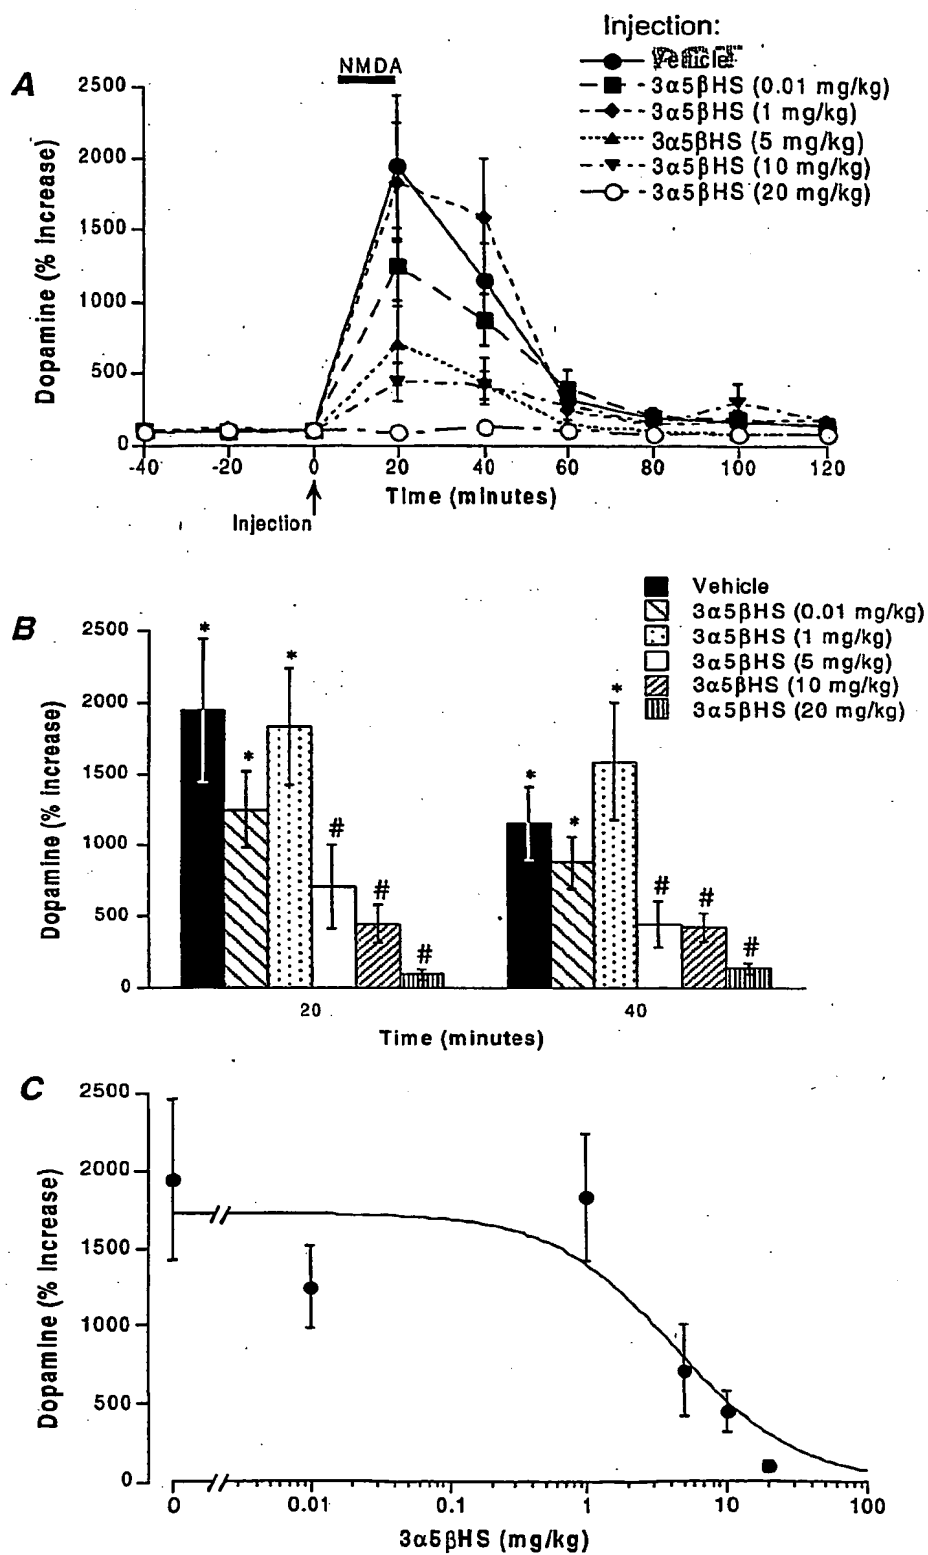 Injection:
NMDA
3α5βHS (0.01 mg/kg)
3α5βHS (1 mg/kg)
3α5βHS (5 mg/kg)
3α5βHS (10 mg/kg)
3α5βHS (20 mg/kg)
A
Dopamine (% increase)
2500
2000
1500
1000
500
0
-40 -20 0 20 40 60 80 100 120
Time (minutes)
Injection
B
Vehicle
3α5βHS (0.01 mg/kg)
3α5βHS (1 mg/kg)
3α5βHS (5 mg/kg)
3α5βHS (10 mg/kg)
3α5βHS (20 mg/kg)
Dopamine (% increase)
2500
2000
1500
1000
500
0
* * * # # #
* * * # # #
20 40
Time (minutes)
C
Dopamine (% Increase)
2500
2000
1500
1000
500
0
0 0.01 0.1 1 10 100
3α5βHS (mg/kg)